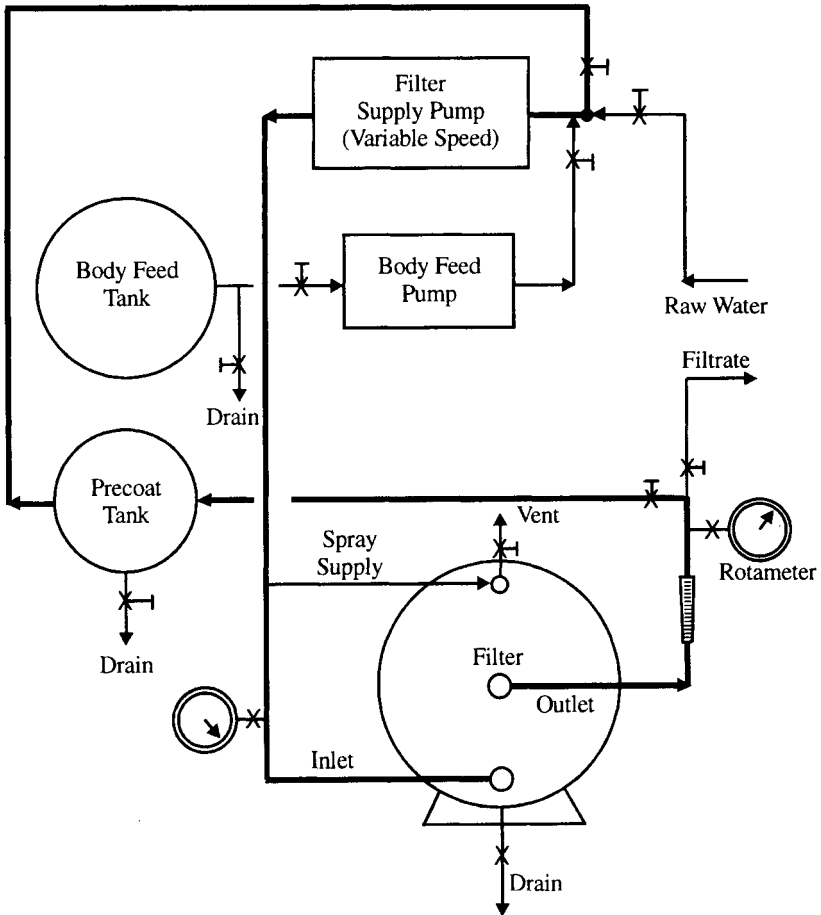 Filter
Supply Pump
(Variable Speed)
Body Feed
Tank
Body Feed
Pump
Raw Water
Filtrate
Drain
Precoat
Tank
Vent
Spray
Supply
Rotameter
Drain
Filter
Outlet
Inlet
Drain